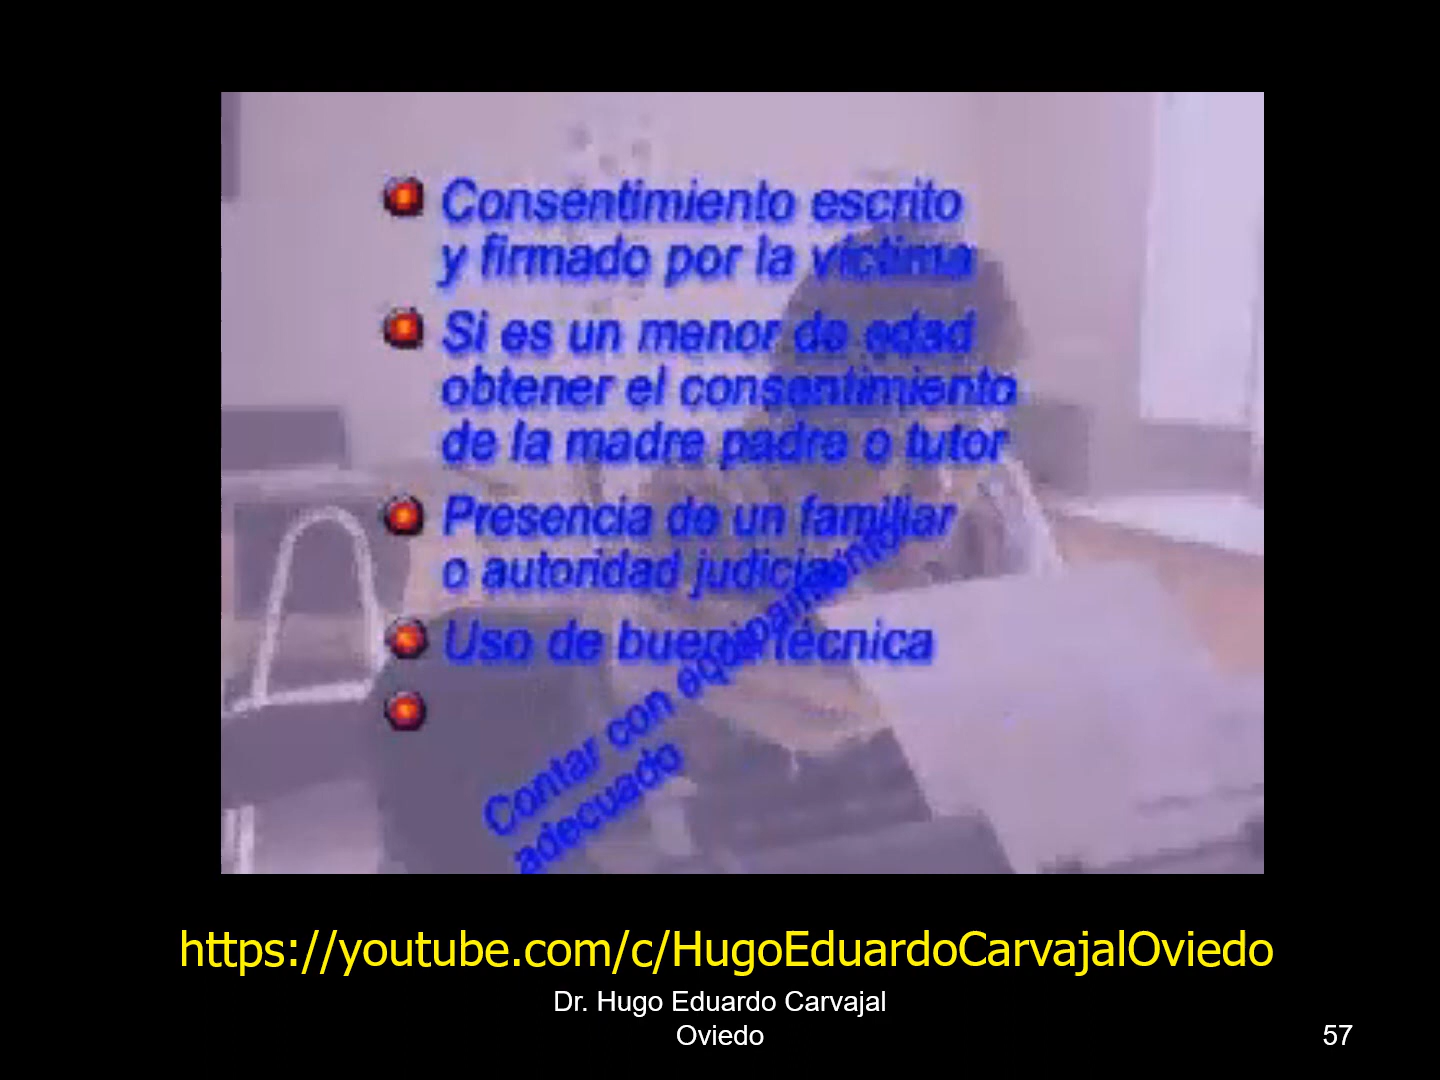 Consentimiento escrito
y firmado por la víctima
Si es un menor de edad
obtener el consentimiento
de la madre padre o tutor
Presencia de un familiar
o autoridad judicial
Uso de buena técnica
Contar con equipamiento
adecuado
https://youtube.com/c/HugoEduardoCarvajalOviedo
Dr. Hugo Eduardo Carvajal
Oviedo
57